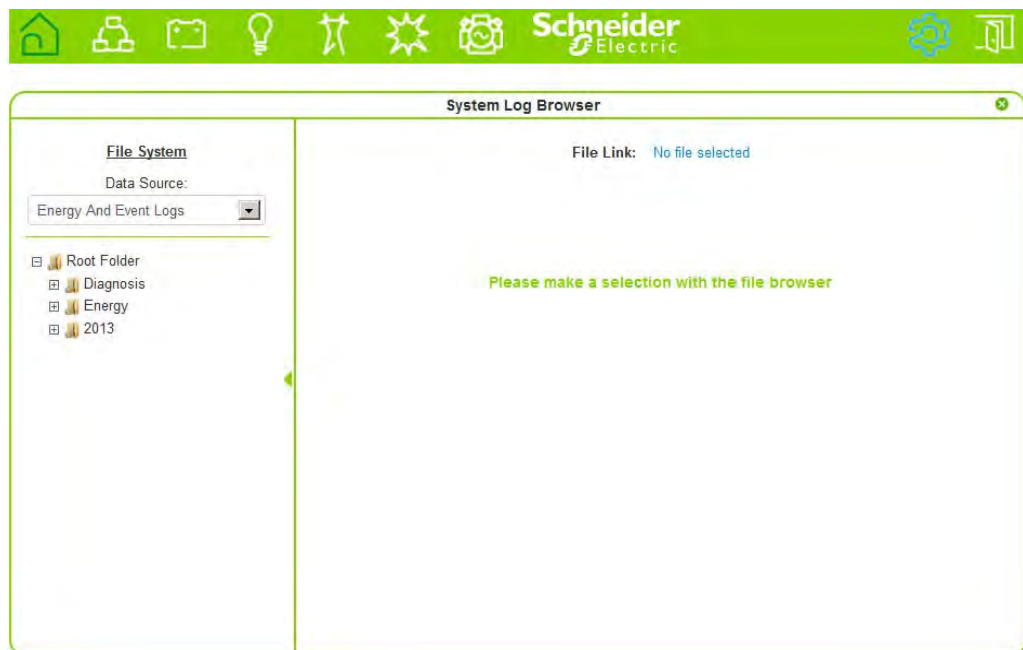 Schneider
Electric
System Log Browser
File System
Data Source:
Energy And Event Logs
Root Folder
Diagnosis
Energy
2013
File Link: No file selected
Please make a selection with the file browser